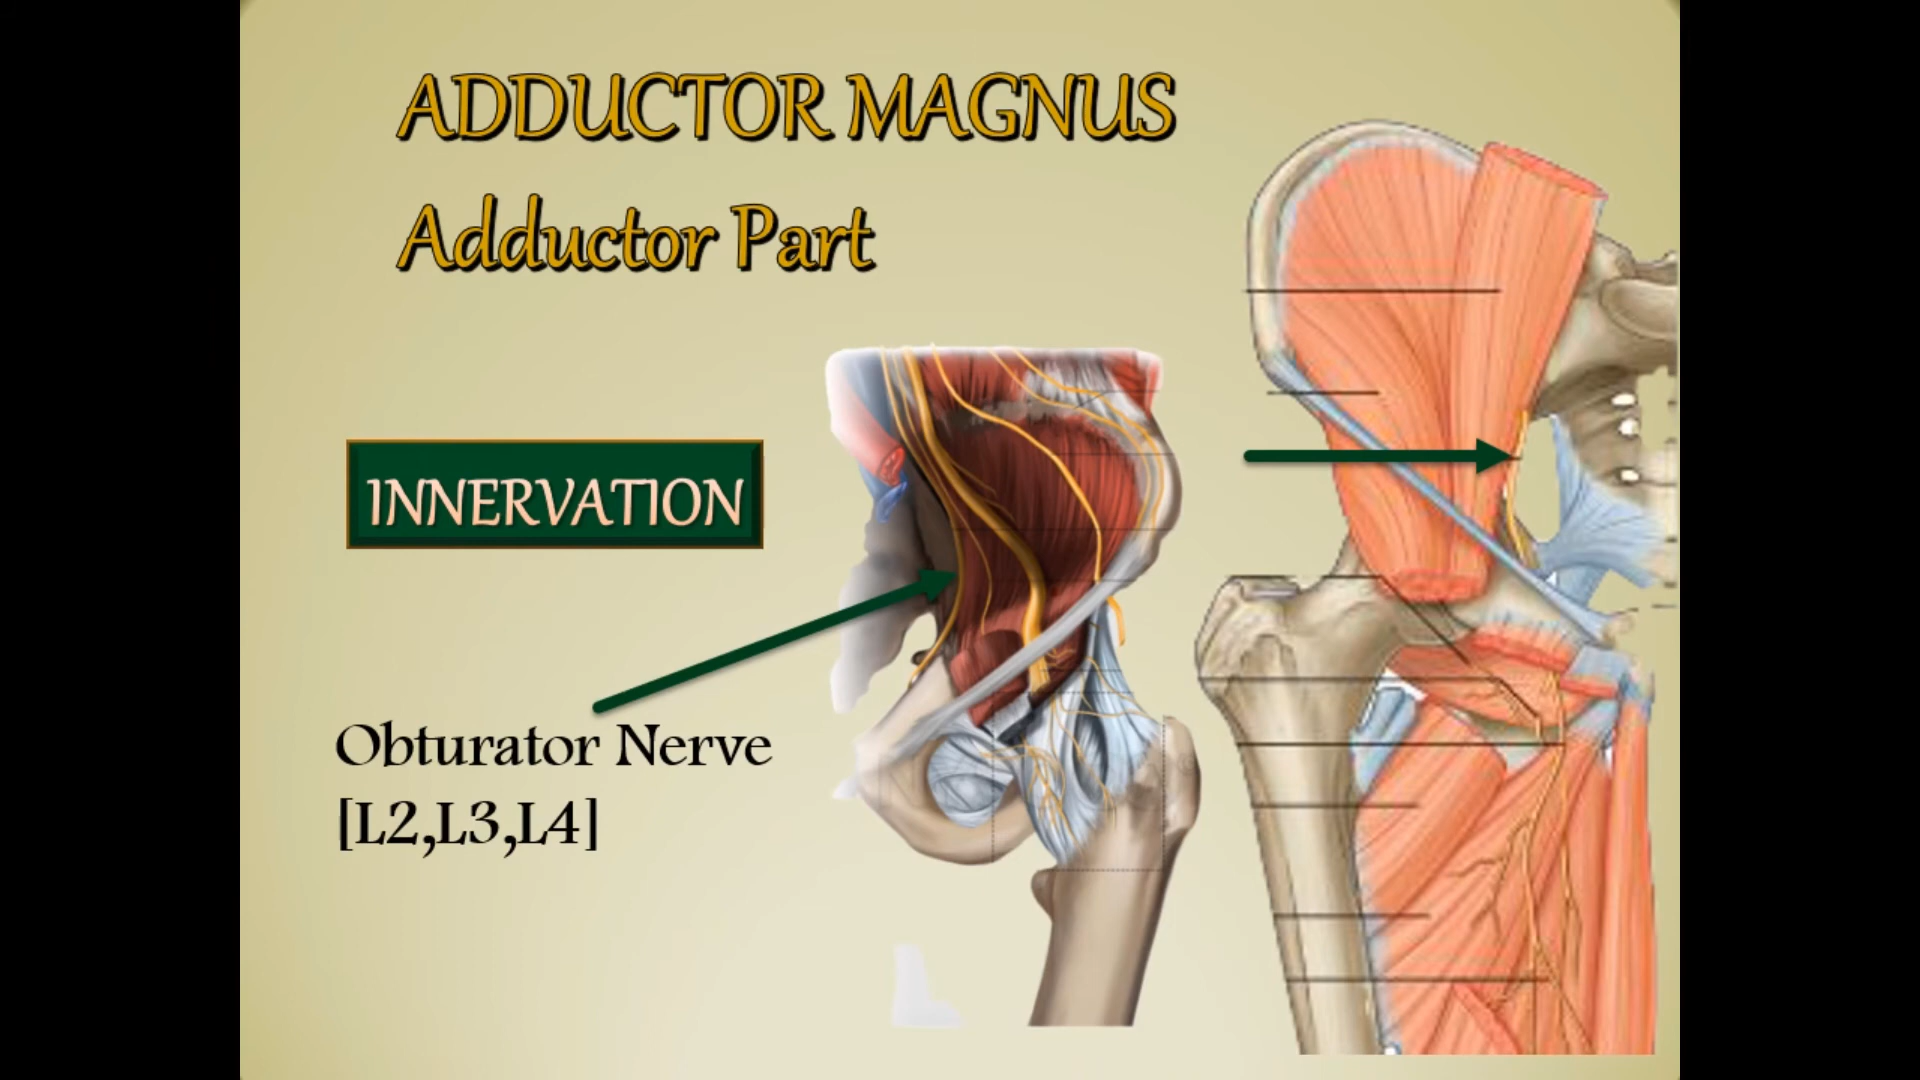 ADDUCTOR MAGNUS
Adductor Part
INNERVATION
Obturator Nerve
[L2,L3,L4]